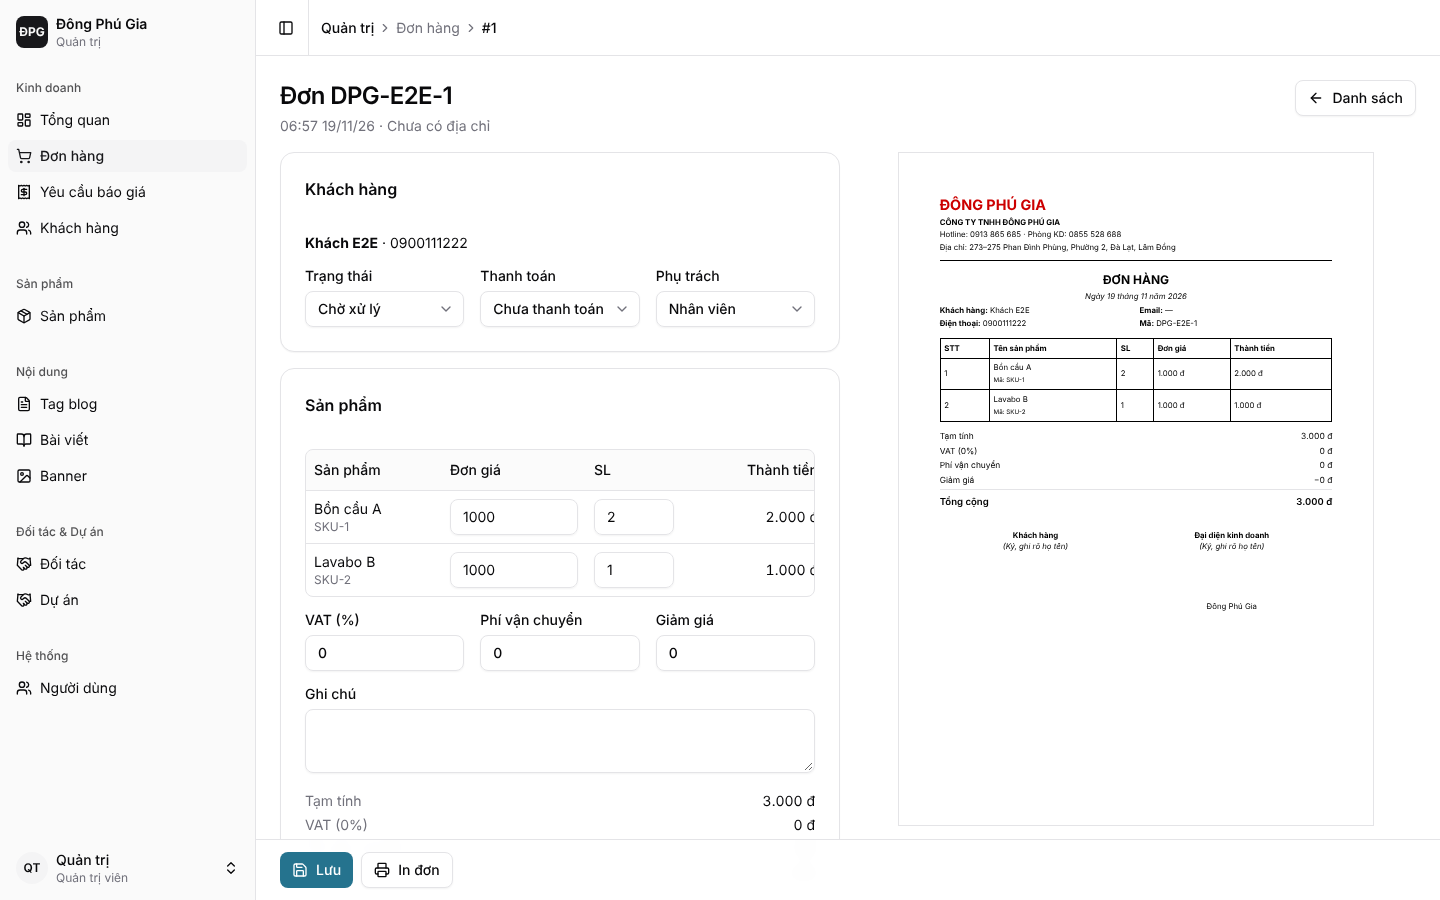 ĐPG
Đông Phú Gia
Quản trị
Kinh doanh
Tổng quan
Đơn hàng
Yêu cầu báo giá
Khách hàng
Sản phẩm
Sản phẩm
Nội dung
Tag blog
Bài viết
Banner
Đối tác & Dự án
Đối tác
Dự án
Hệ thống
Người dùng
QT
Quản trị
Quản trị viên
Quản trị > Đơn hàng > #1
Đơn DPG-E2E-1
06:57 19/11/26 · Chưa có địa chỉ
Danh sách
Khách hàng
Khách E2E · 0900111222
Trạng thái Thanh toán Phụ trách
Chờ xử lý Chưa thanh toán Nhân viên
Sản phẩm
Sản phẩm Đơn giá SL Thành tiền
Bồn cầu A 1000 2 2.000 đ
SKU-1
Lavabo B 1000 1 1.000 đ
SKU-2
VAT (%) Phí vận chuyển Giảm giá
0 0 0
Ghi chú
Tạm tính 3.000 đ
VAT (0%) 0 đ
Lưu In đơn
ĐÔNG PHÚ GIA
CÔNG TY TNHH ĐÔNG PHÚ GIA
Hotline: 0913 865 685 · Phòng KD: 0855 528 688
Địa chỉ: 273–275 Phan Đình Phùng, Phường 2, Đà Lạt, Lâm Đồng
ĐƠN HÀNG
Ngày 19 tháng 11 năm 2026
Khách hàng: Khách E2E Email: —
Điện thoại: 0900111222 Mã: DPG-E2E-1
STT Tên sản phẩm SL Đơn giá Thành tiền
1 Bồn cầu A 2 1.000 đ 2.000 đ
Mã: SKU-1
2 Lavabo B 1 1.000 đ 1.000 đ
Mã: SKU-2
Tạm tính 3.000 đ
VAT (0%) 0 đ
Phí vận chuyển 0 đ
Giảm giá −0 đ
Tổng cộng 3.000 đ
Khách hàng Đại diện kinh doanh
(Ký, ghi rõ họ tên) (Ký, ghi rõ họ tên)
Đông Phú Gia